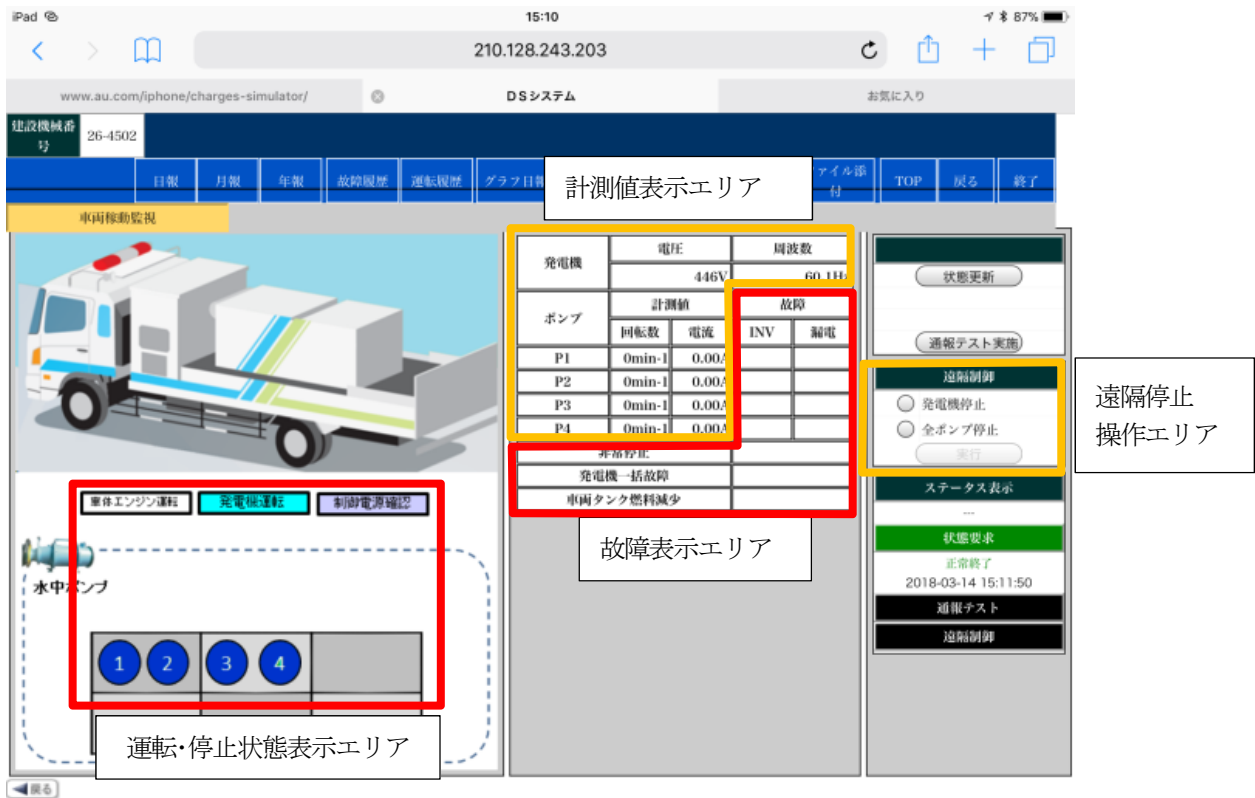 iPad
15:10
87%
210.128.243.203
www.au.com/iphone/charges-simulator/
DSシステム
お気に入り
建設機械番号
26-4502
日報
月報
年報
故障履歴
運転履歴
グラフ日報
計測値表示エリア
ァイル添付
TOP
戻る
終了
車両稼動監視
発電機
電圧
周波数
446V
60.1Hz
ポンプ
計測値
故障
回転数
電流
INV
漏電
P1
0min-1
0.00A
P2
0min-1
0.00A
P3
0min-1
0.00A
P4
0min-1
0.00A
非常停止
発電機一括故障
車両タンク燃料減少
故障表示エリア
状態更新
通報テスト実施
遠隔制御
発電機停止
全ポンプ停止
実行
遠隔停止
操作エリア
ステータス表示
---
状態要求
正常終了
2018-03-14 15:11:50
通報テスト
遠隔制御
車体エンジン運転
発電機運転
制御電源確認
水中ポンプ
1
2
3
4
運転・停止状態表示エリア
戻る